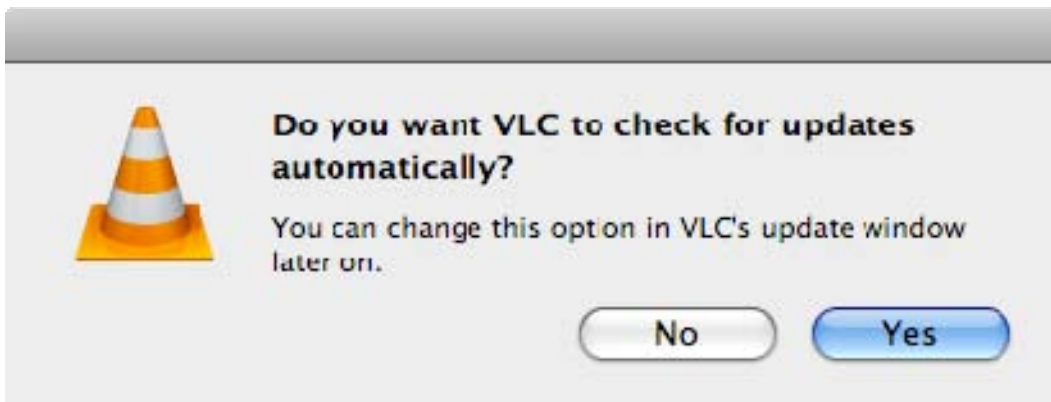 Do you want VLC to check for updates
automatically?
You can change this option in VLC's update window
later on.
No
Yes